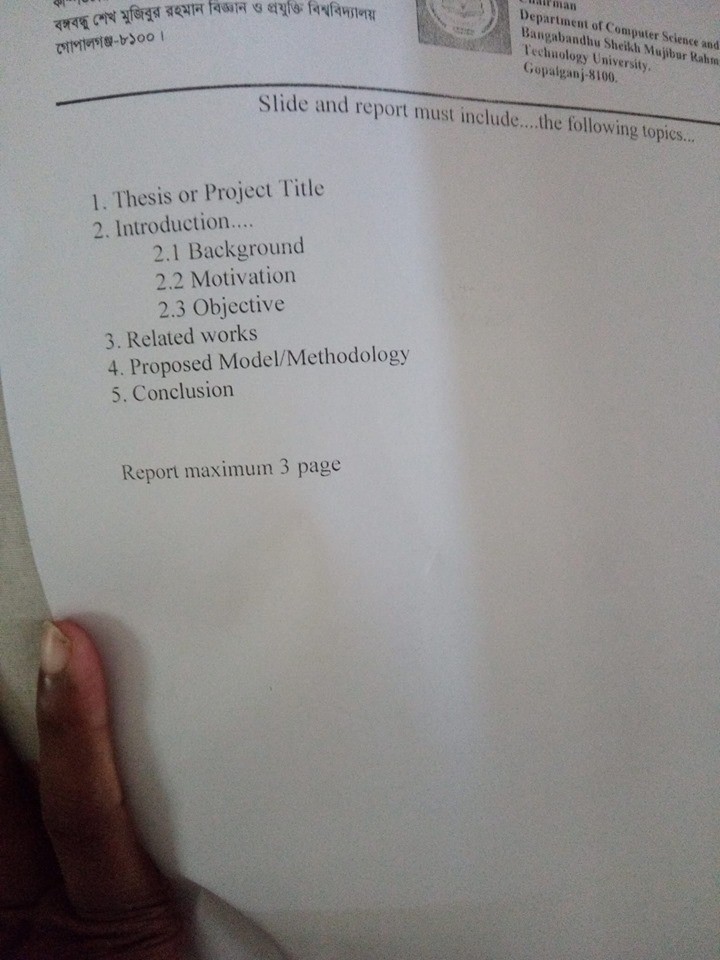 বঙ্গবন্ধু শেখ মুজিবুর রহমান বিজ্ঞান ও প্রযুক্তি বিশ্ববিদ্যালয়
গোপালগঞ্জ-৮১০০।
Chairman
Department of Computer Science and
Bangabandhu Sheikh Mujibur Rahm
Technology University.
Gopalganj-8100.
Slide and report must include....the following topics...
1. Thesis or Project Title
2. Introduction....
2.1 Background
2.2 Motivation
2.3 Objective
3. Related works
4. Proposed Model/Methodology
5. Conclusion
Report maximum 3 page